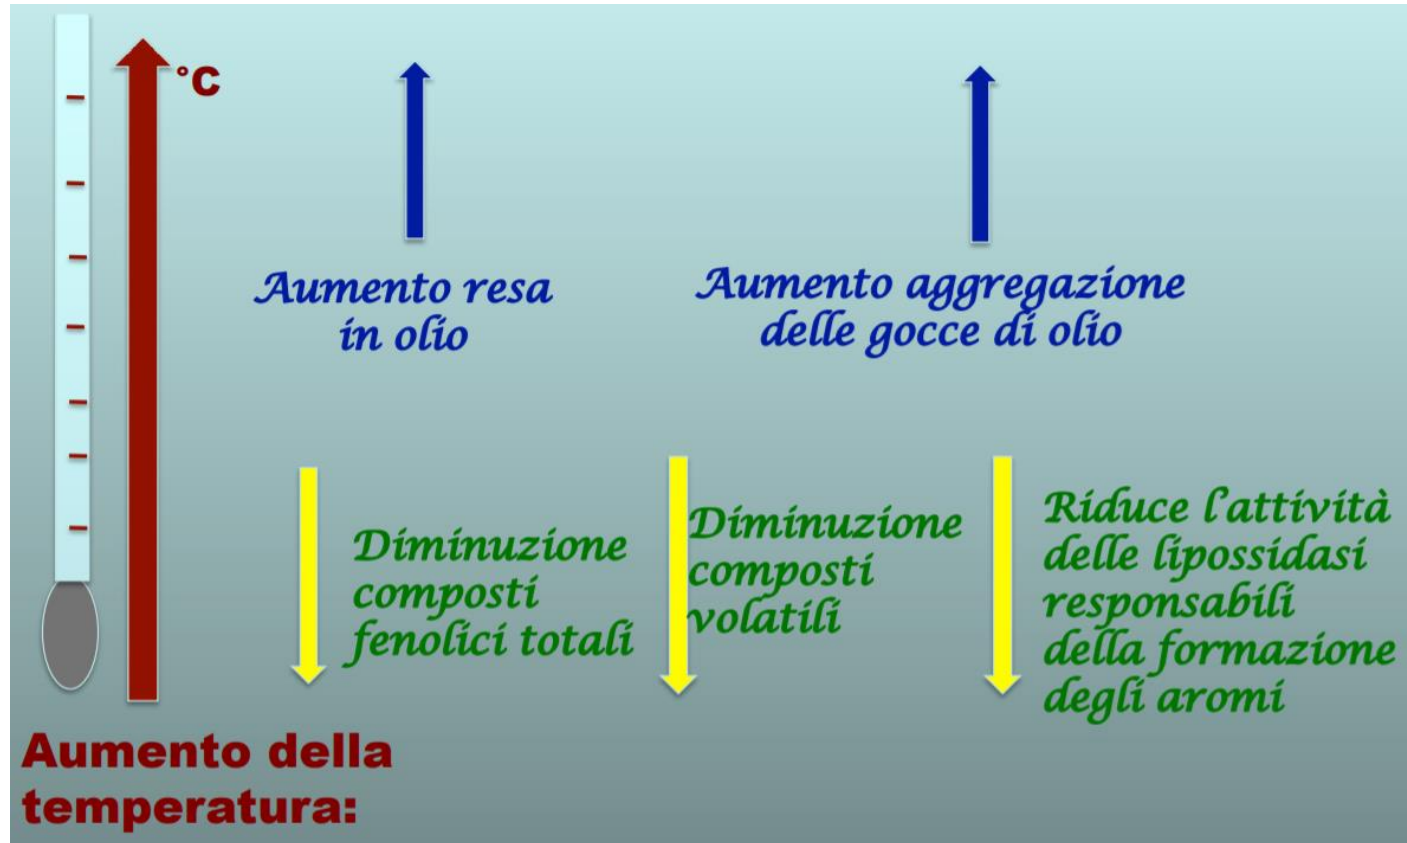 °C
Aumento resa
in olio
Aumento aggregazione
delle gocce di olio
Diminuzione
composti
fenolici totali
Diminuzione
composti
volatili
Riduce l'attività
delle lipossidasi
responsabili
della formazione
degli aromi
Aumento della
temperatura: